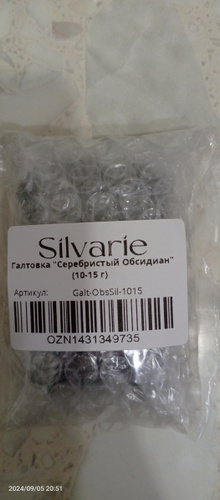 Silvarie
Галтовка "Серебристый Обсидиан"
(10-15 г)
Артикул: Galt-ObsSil-1015
OZN1431349735
2024/09/05 20:51